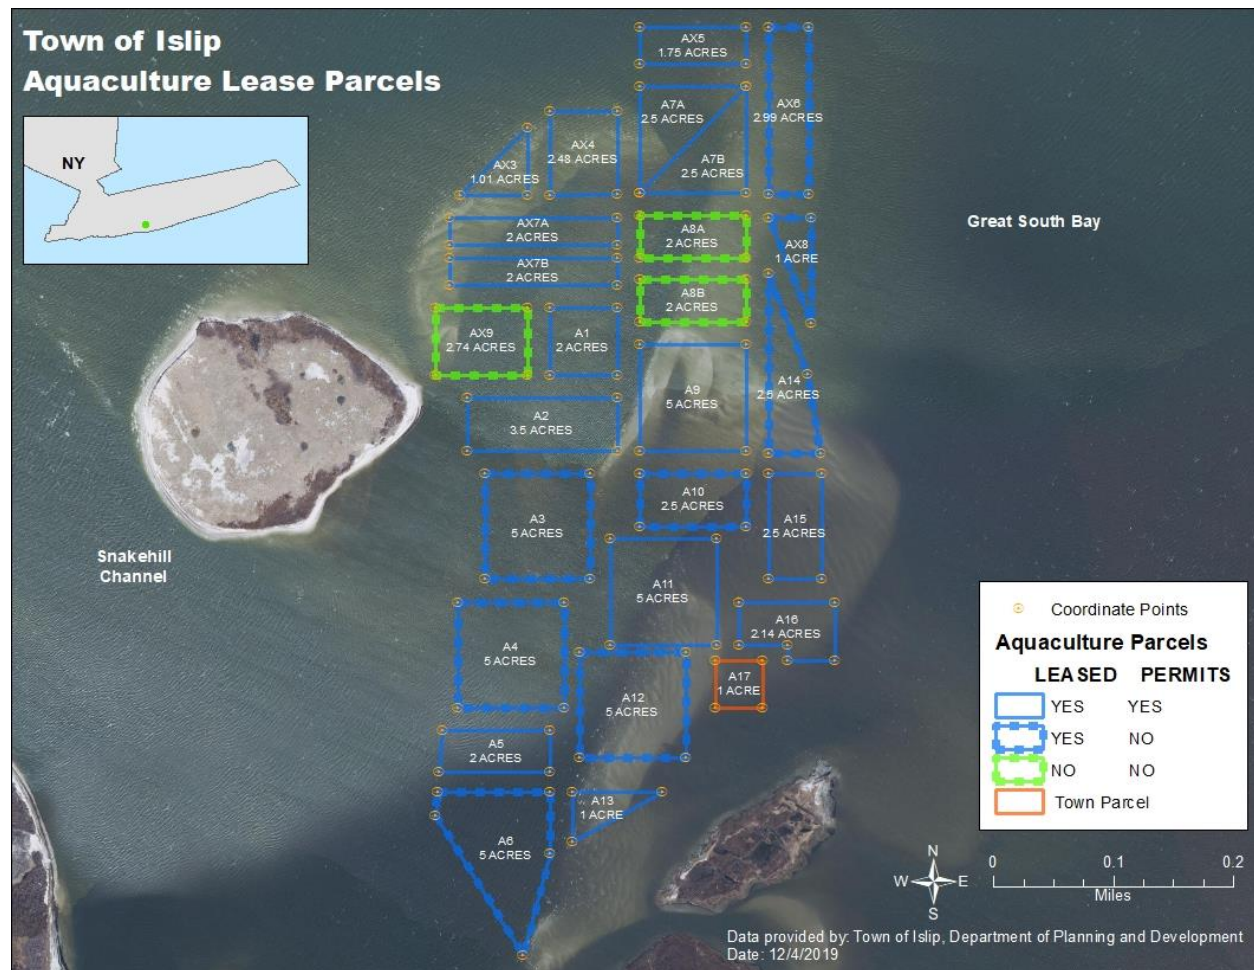 Town of Islip
Aquaculture Lease Parcels
NY
AX5
1.75 ACRES
A7A
2.5 ACRES
AX6
2.99 ACRES
AX4
2.48 ACRES
AX3
1.01 ACRES
A7B
2.5 ACRES
AX7A
2 ACRES
A8A
2 ACRES
AX8
1 ACRE
Great South Bay
AX7B
2 ACRES
A8B
2 ACRES
AX9
2.74 ACRES
A1
2 ACRES
A9
5 ACRES
A14
2.5 ACRES
A2
3.5 ACRES
A10
2.5 ACRES
A3
5 ACRES
A15
2.5 ACRES
Snakehill
Channel
A11
5 ACRES
A16
2.14 ACRES
A4
5 ACRES
A17
1 ACRE
A12
5 ACRES
A5
2 ACRES
A13
1 ACRE
A6
5 ACRES
Coordinate Points
Aquaculture Parcels
LEASED PERMITS
YES YES
YES NO
NO NO
Town Parcel
N
W E
S
0 0.1 0.2
Miles
Data provided by: Town of Islip, Department of Planning and Development
Date: 12/4/2019